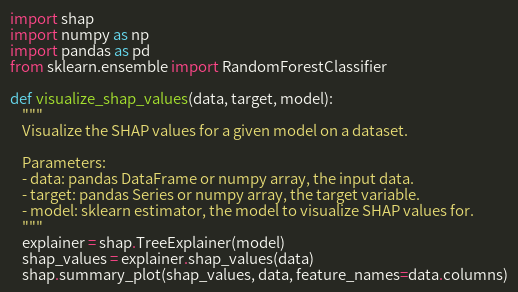 import shap
import numpy as np
import pandas as pd
from sklearn.ensemble import RandomForestClassifier

def visualize_shap_values(data, target, model):
    """
    Visualize the SHAP values for a given model on a dataset.

    Parameters:
    - data: pandas DataFrame or numpy array, the input data.
    - target: pandas Series or numpy array, the target variable.
    - model: sklearn estimator, the model to visualize SHAP values for.
    """
    explainer = shap.TreeExplainer(model)
    shap_values = explainer.shap_values(data)
    shap.summary_plot(shap_values, data, feature_names=data.columns)